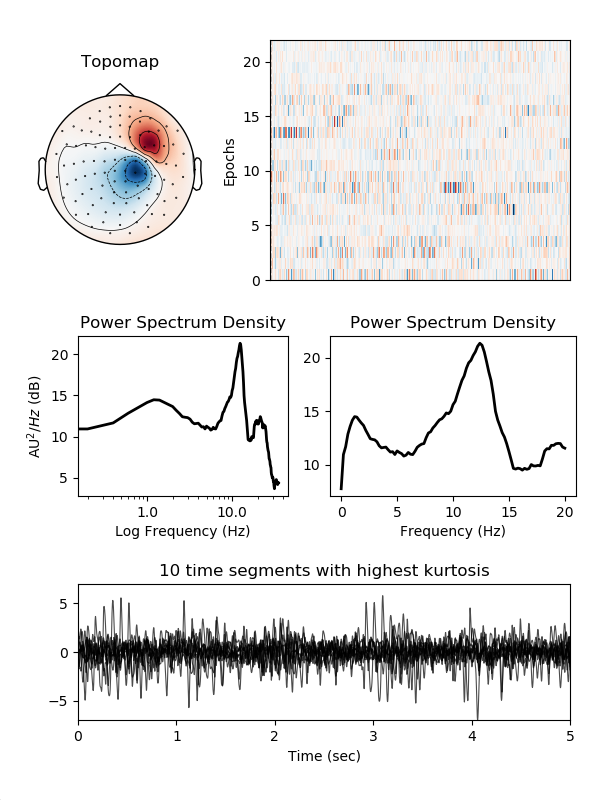 Topomap
Epochs
20
15
10
5
0
Power Spectrum Density
AU²/Hz (dB)
20
15
10
5
1.0 10.0
Log Frequency (Hz)
Power Spectrum Density
20
15
10
0 5 10 15 20
Frequency (Hz)
10 time segments with highest kurtosis
5
0
−5
0 1 2 3 4 5
Time (sec)